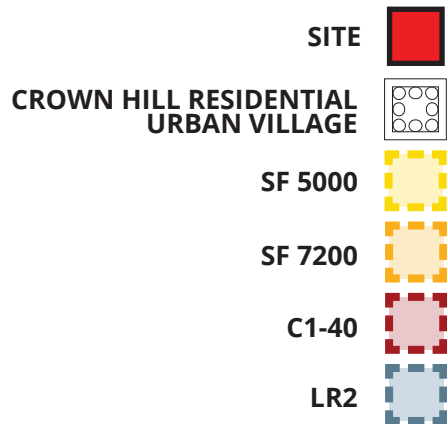 SITE
CROWN HILL RESIDENTIAL
URBAN VILLAGE
SF 5000
SF 7200
C1-40
LR2